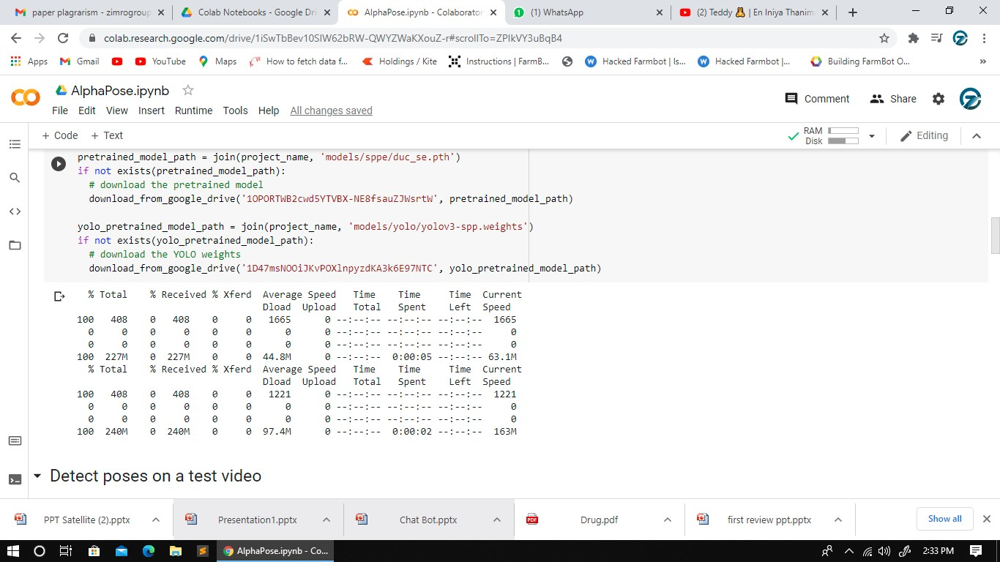 paper plagrarism - zimrogroup
Colab Notebooks - Google Dri
AlphaPose.ipynb - Colaborator
(1) WhatsApp
(2) Teddy 🧸 | En Iniya Thanim
colab.research.google.com/drive/1iSwTbBev10SlW62bRW-QWYZWaKXouZ-r#scrollTo=ZPlkVY3uBqB4
Apps Gmail YouTube Maps How to fetch data f... Holdings / Kite Instructions | FarmB... Hacked Farmbot | Is... Hacked Farmbot |... Building FarmBot O... »
AlphaPose.ipynb
File Edit View Insert Runtime Tools Help All changes saved
Comment Share
+ Code + Text
RAM
Disk
Editing
pretrained_model_path = join(project_name, 'models/sppe/duc_se.pth')
if not exists(pretrained_model_path):
# download the pretrained model
download_from_google_drive('1OPORTWB2cwd5YTVBX-NE8fsauZJWsrtW', pretrained_model_path)
yolo_pretrained_model_path = join(project_name, 'models/yolo/yolov3-spp.weights')
if not exists(yolo_pretrained_model_path):
# download the YOLO weights
download_from_google_drive('1D47msNOOiJKvPOXlnpyzdKA3k6E97NTC', yolo_pretrained_model_path)
% Total % Received % Xferd Average Speed Time Time Time Current
Dload Upload Total Spent Left Speed
100 408 0 408 0 0 1665 0 --:--:-- --:--:-- --:--:-- 1665
0 0 0 0 0 0 0 0 --:--:-- --:--:-- --:--:-- 0
0 0 0 0 0 0 0 0 --:--:-- --:--:-- --:--:-- 0
100 227M 0 227M 0 0 44.8M 0 --:--:-- 0:00:05 --:--:-- 63.1M
% Total % Received % Xferd Average Speed Time Time Time Current
Dload Upload Total Spent Left Speed
100 408 0 408 0 0 1221 0 --:--:-- --:--:-- --:--:-- 1221
0 0 0 0 0 0 0 0 --:--:-- --:--:-- --:--:-- 0
0 0 0 0 0 0 0 0 --:--:-- --:--:-- --:--:-- 0
100 240M 0 240M 0 0 97.4M 0 --:--:-- 0:00:02 --:--:-- 163M
Detect poses on a test video
PPT Satellite (2).pptx Presentation1.pptx Chat Bot.pptx PDF Drug.pdf first review ppt.pptx Show all
AlphaPose.ipynb - Co... 2:33 PM